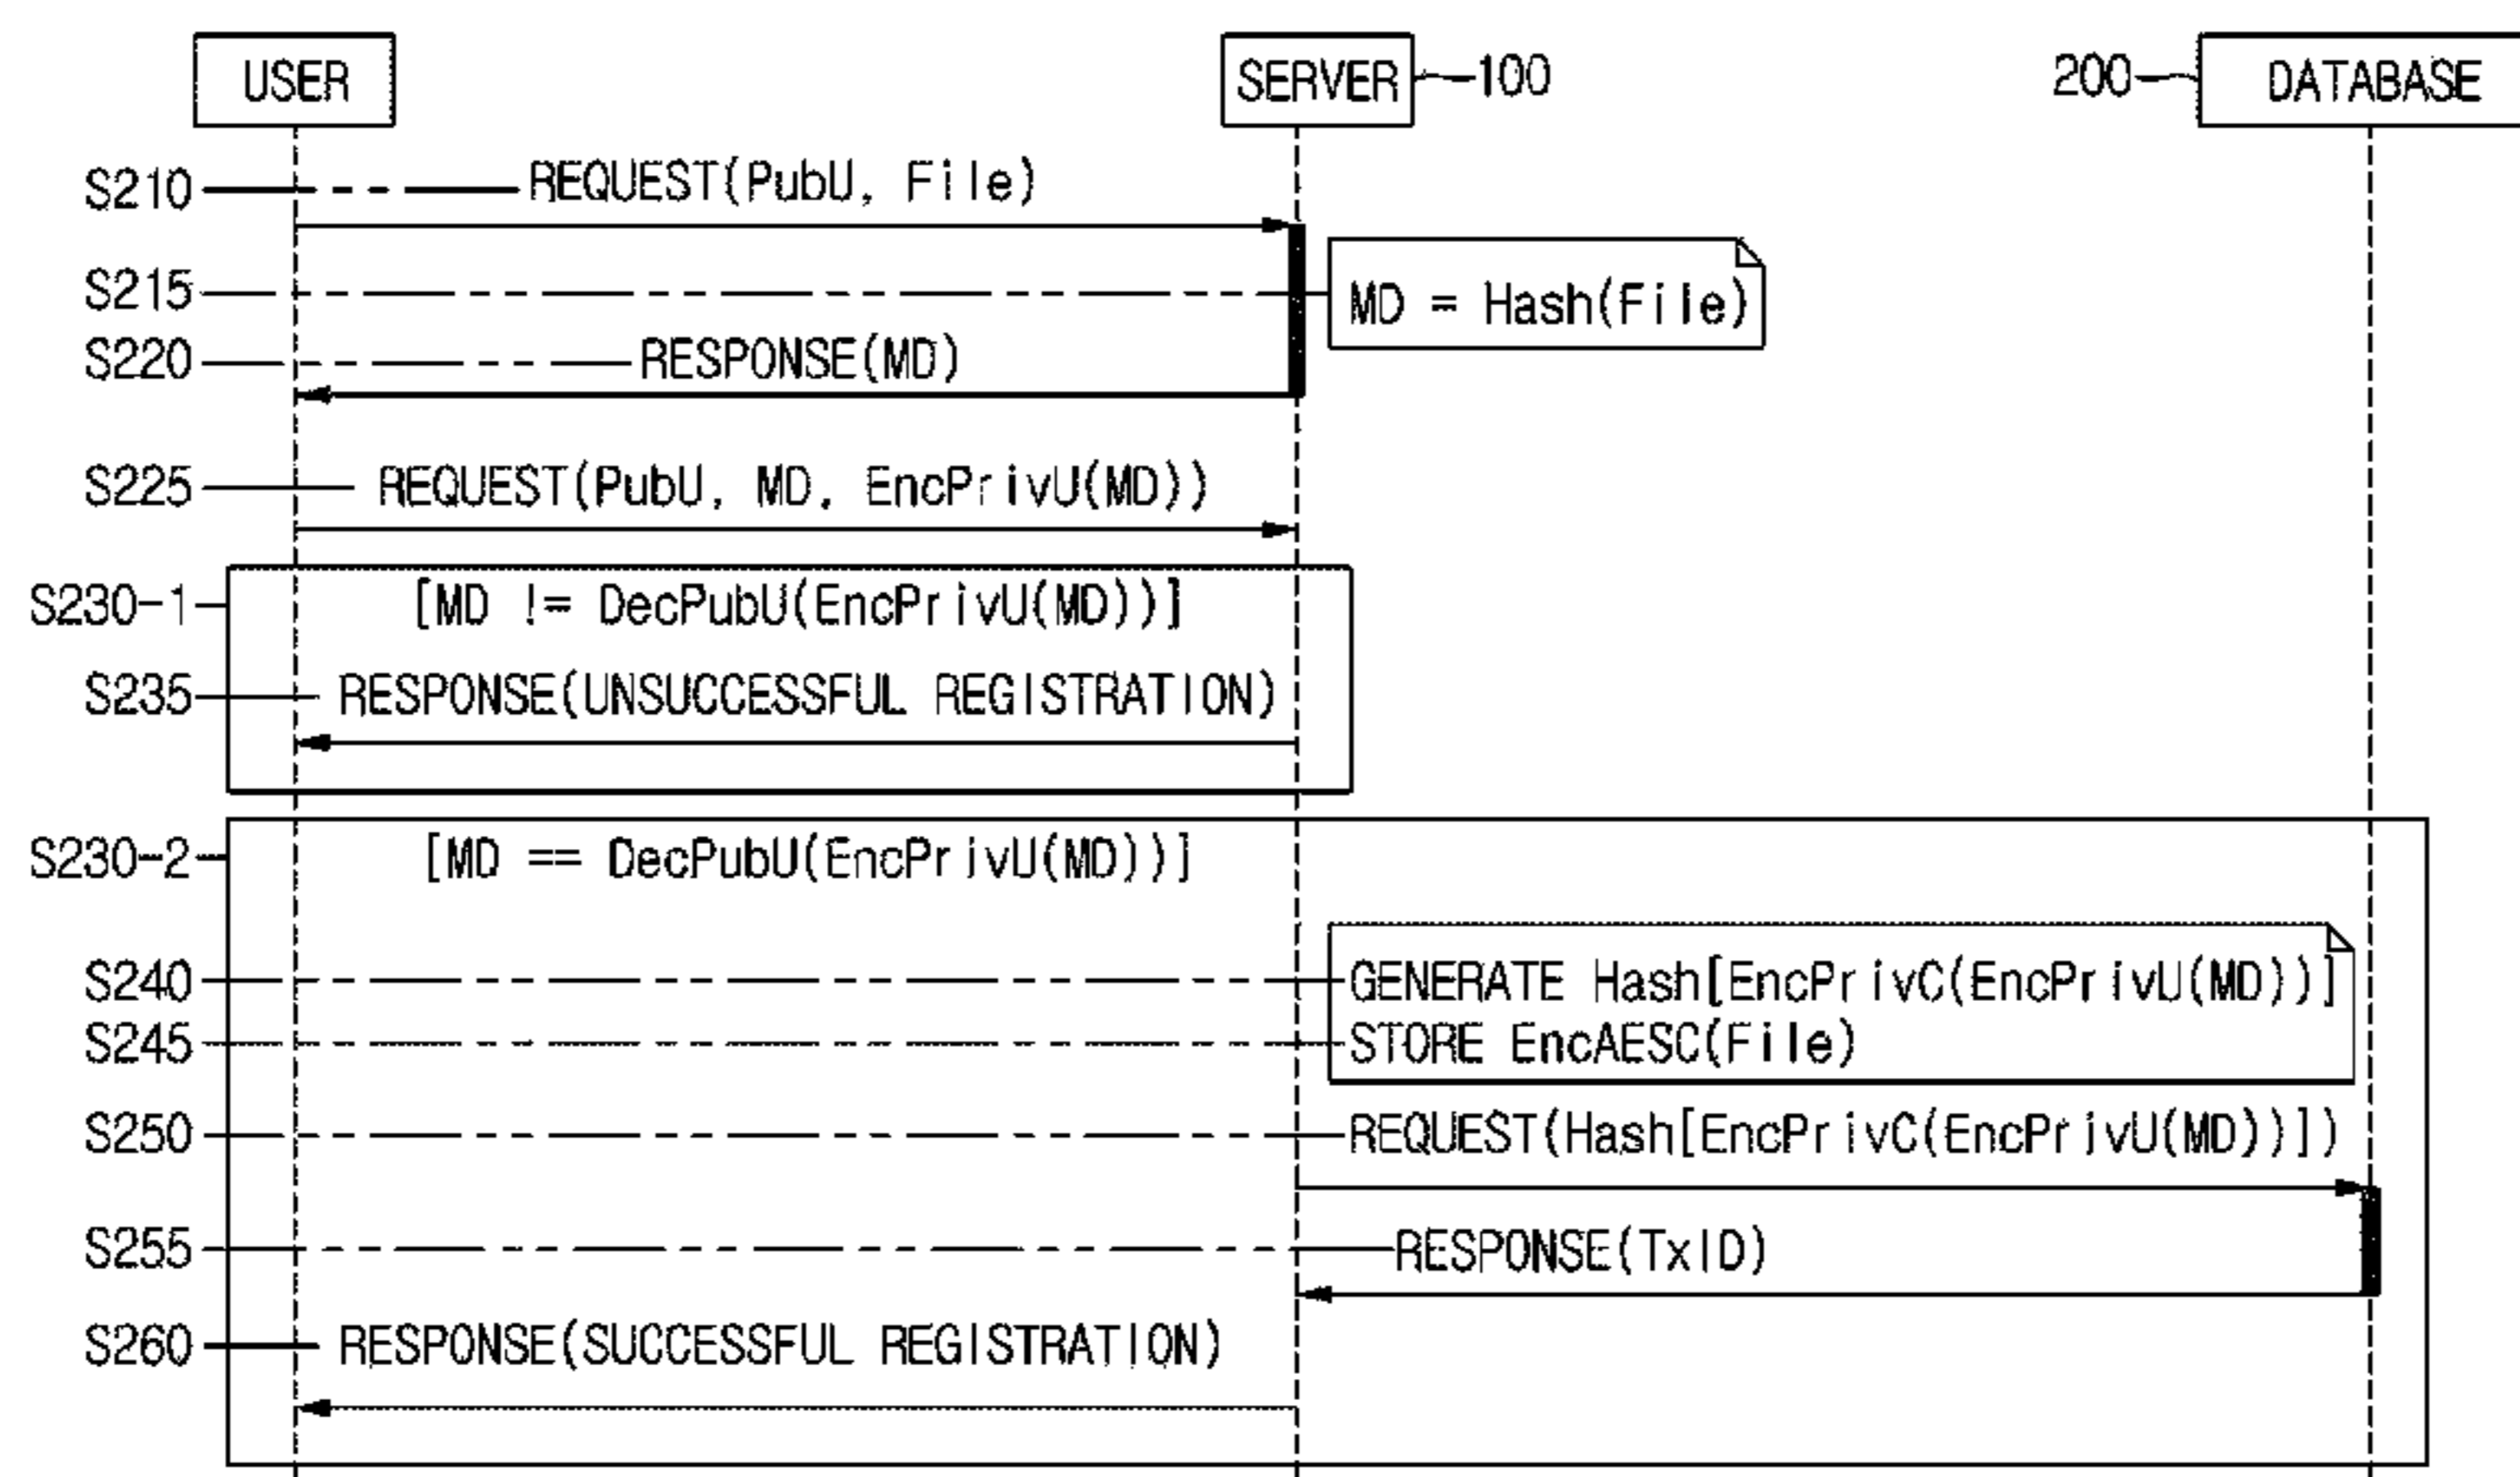 USER
SERVER 100
200 DATABASE
S210 REQUEST(PubU, File)
S215 MD = Hash(File)
S220 RESPONSE(MD)
S225 REQUEST(PubU, MD, EncPrivU(MD))
S230-1 [MD != DecPubU(EncPrivU(MD))]
S235 RESPONSE(UNSUCCESSFUL REGISTRATION)
S230-2 [MD == DecPubU(EncPrivU(MD))]
S240 GENERATE Hash[EncPrivC(EncPrivU(MD))]
S245 STORE EncAESC(File)
S250 REQUEST(Hash[EncPrivC(EncPrivU(MD))])
S255 RESPONSE(TxID)
S260 RESPONSE(SUCCESSFUL REGISTRATION)